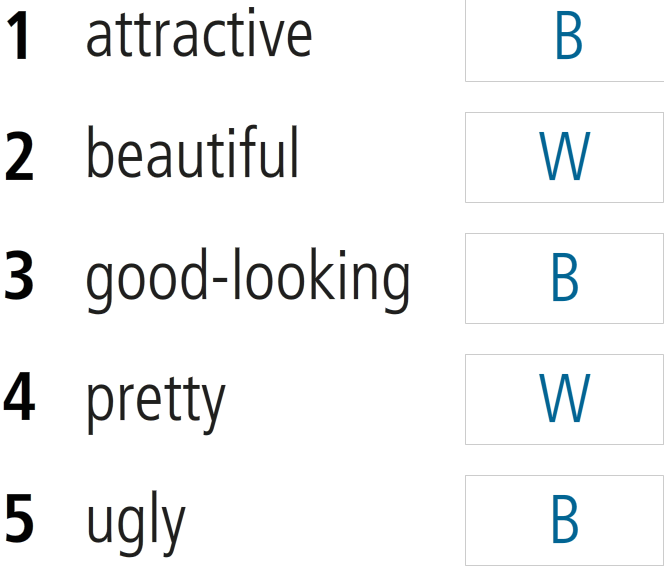 1 attractive B
2 beautiful W
3 good-looking B
4 pretty W
5 ugly B